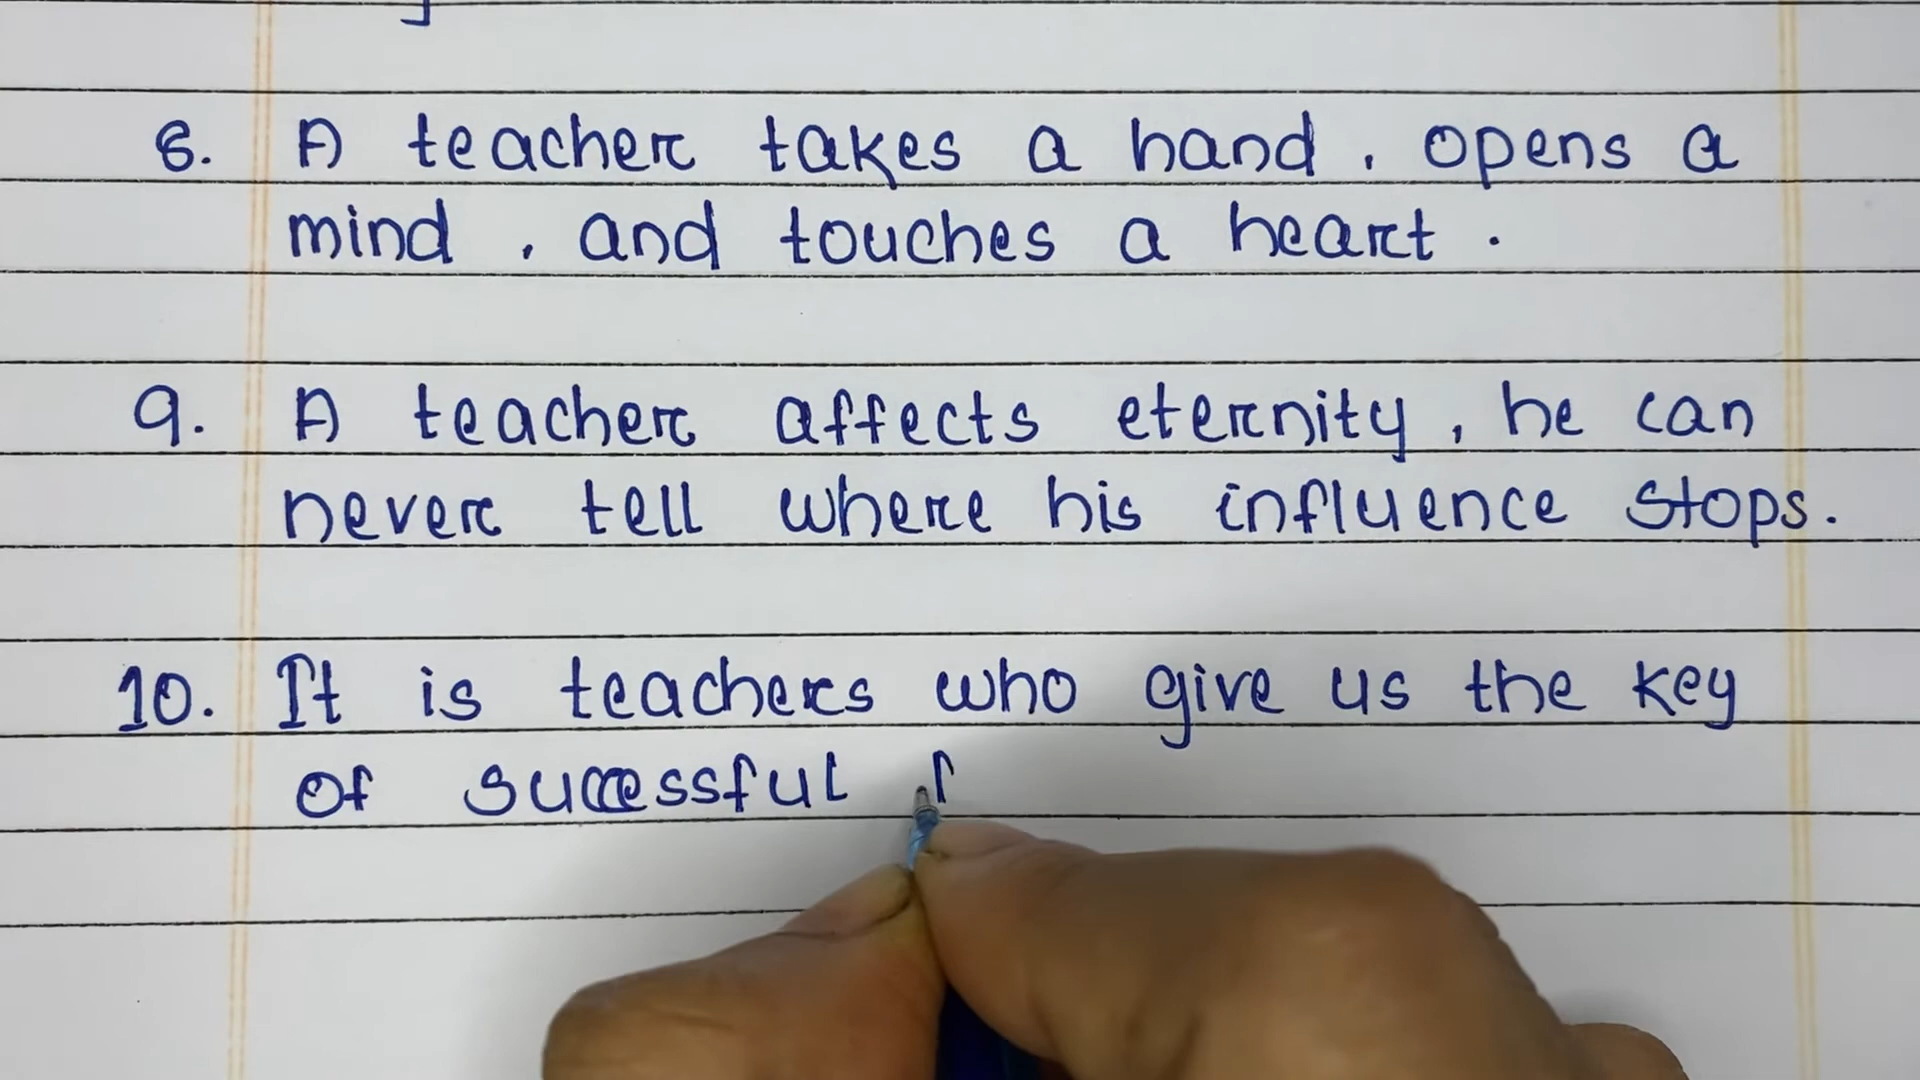 8. A teacher takes a hand, opens a
mind, and touches a heart.
9. A teacher affects eternity, he can
never tell where his influence stops.
10. It is teachers who give us the key
of successful